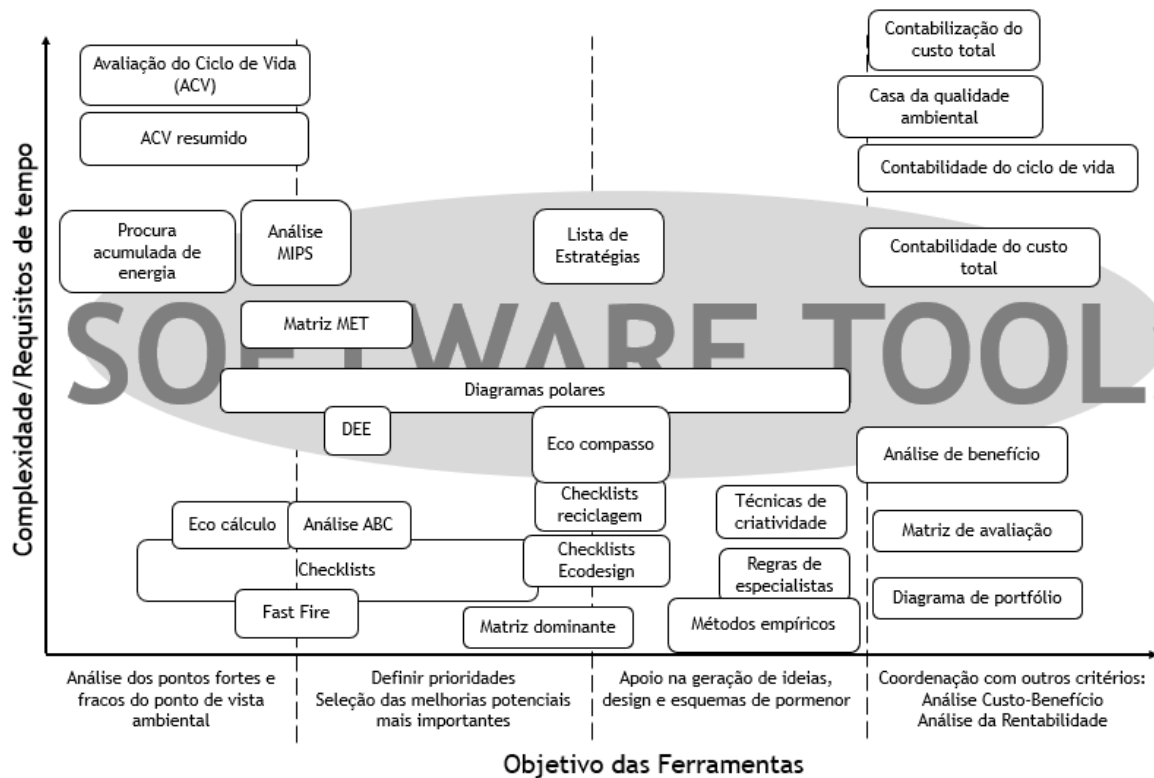 Complexidade/Requisitos de tempo
Avaliação do Ciclo de Vida
(ACV)
ACV resumido
Contabilização do
custo total
Casa da qualidade
ambiental
Contabilidade do ciclo de vida
Procura
acumulada de
energia
Análise
MIPS
Lista de
Estratégias
Contabilidade do custo
total
SOFTWARE TOOL
Matriz MET
Diagramas polares
DEE
Eco compasso
Análise de benefício
Checklists
reciclagem
Técnicas de
criatividade
Eco cálculo
Análise ABC
Matriz de avaliação
Checklists
Checklists
Ecodesign
Regras de
especialistas
Diagrama de portfólio
Fast Fire
Matriz dominante
Métodos empíricos
Análise dos pontos fortes e
fracos do ponto de vista
ambiental
Definir prioridades
Seleção das melhorias potenciais
mais importantes
Apoio na geração de ideias,
design e esquemas de pormenor
Coordenação com outros critérios:
Análise Custo-Benefício
Análise da Rentabilidade
Objetivo das Ferramentas